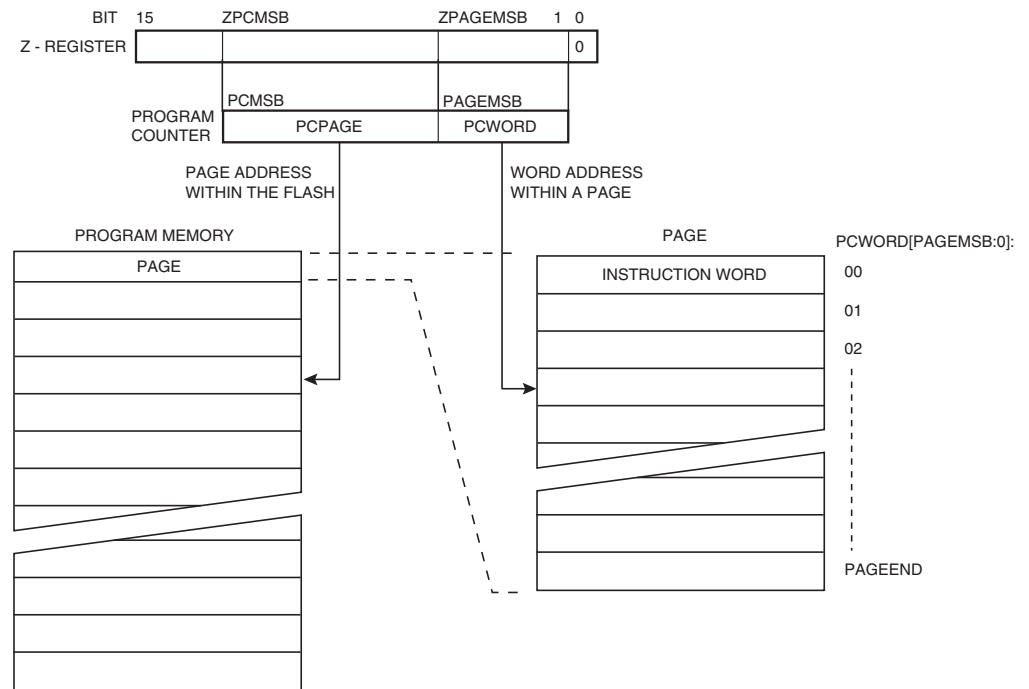 BIT 15 ZPCMSB ZPAGEMSB 1 0
Z - REGISTER 0
PCMSB PAGEMSB
PROGRAM
COUNTER
PCPAGE PCWORD
PAGE ADDRESS
WITHIN THE FLASH
WORD ADDRESS
WITHIN A PAGE
PROGRAM MEMORY
PAGE
PAGE
PCWORD[PAGEMSB:0]:
INSTRUCTION WORD
00
01
02
PAGEEND